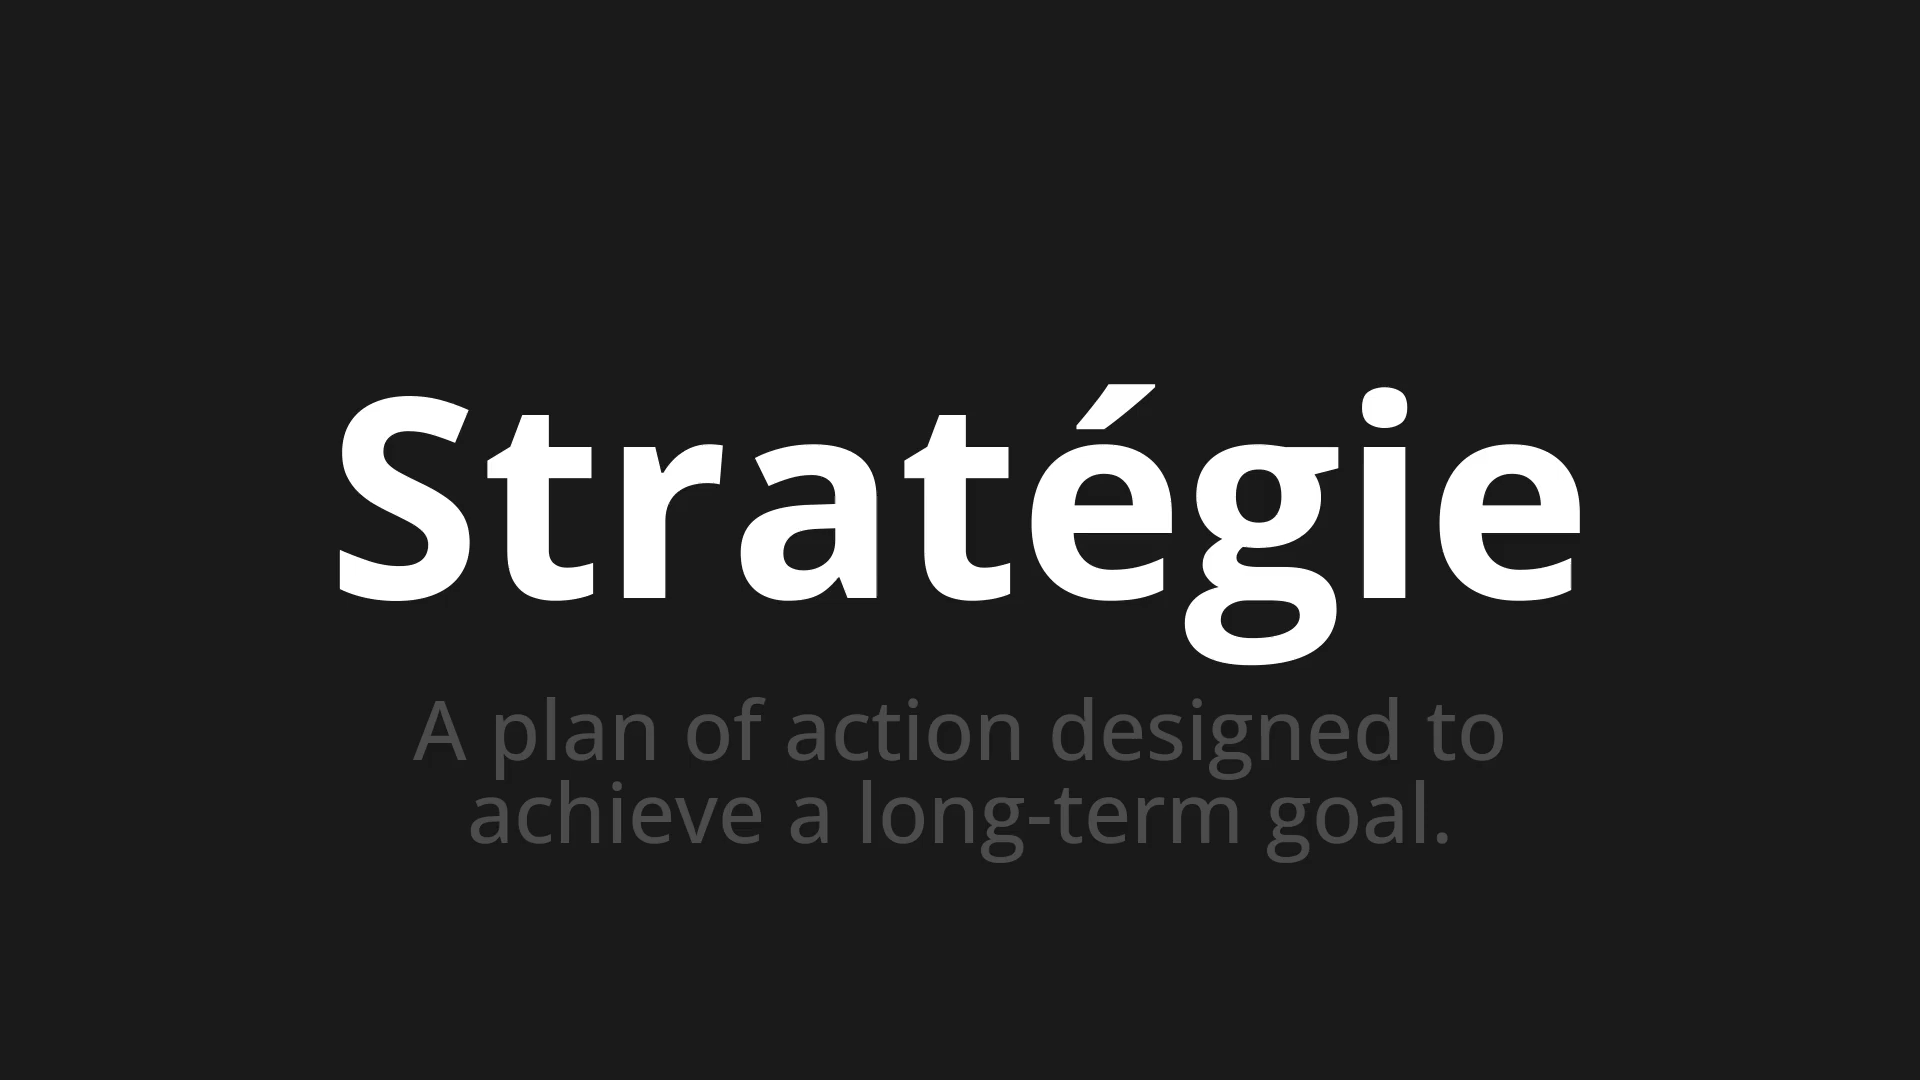 Stratégie
A plan of action designed to
achieve a long-term goal.